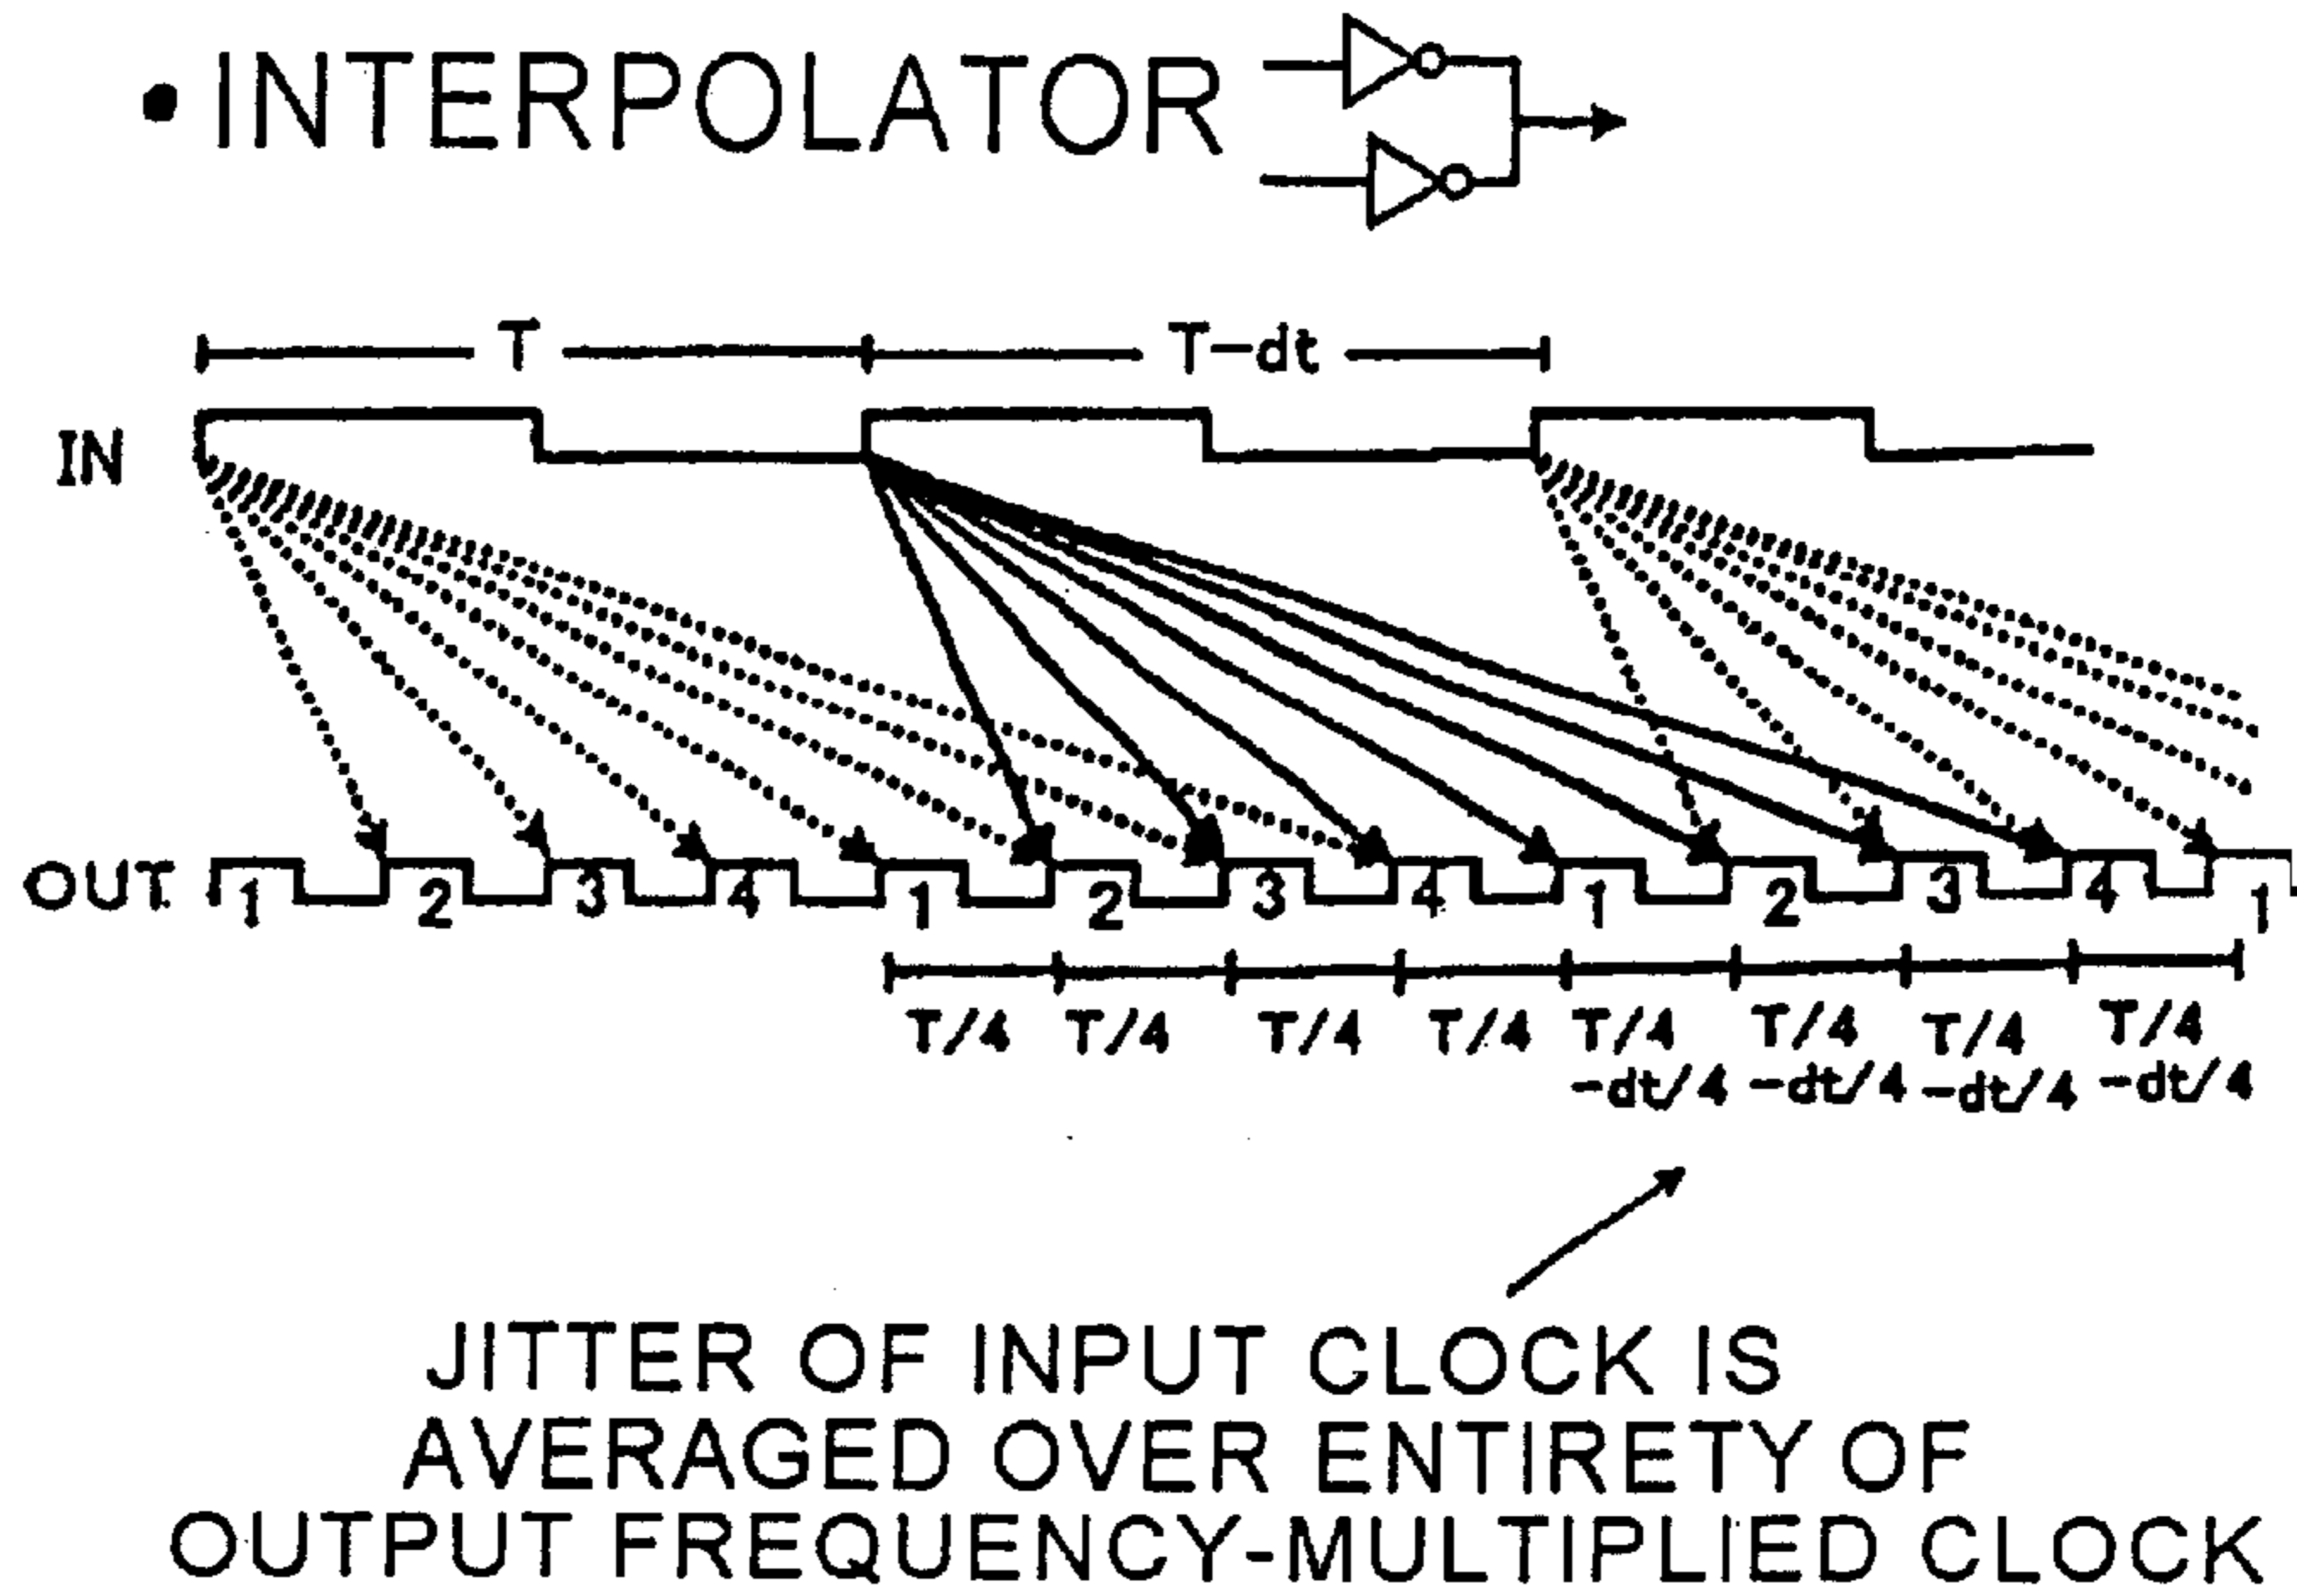 • INTERPOLATOR
T T-dt
IN
OUT 1 2 3 4 1 2 3 4 1 2 3 4 1
T/4 T/4 T/4 T/4 T/4 T/4 T/4 T/4
-dt/4 -dt/4 -dt/4 -dt/4
JITTER OF INPUT CLOCK IS
AVERAGED OVER ENTIRETY OF
OUTPUT FREQUENCY-MULTIPLIED CLOCK